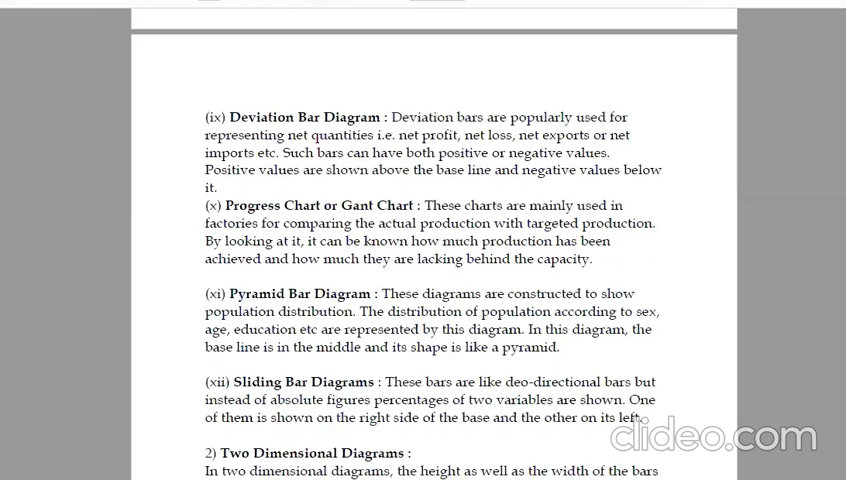 (ix) Deviation Bar Diagram : Deviation bars are popularly used for
representing net quantities i.e. net profit, net loss, net exports or net
imports etc. Such bars can have both positive or negative values.
Positive values are shown above the base line and negative values below
it.
(x) Progress Chart or Gant Chart : These charts are mainly used in
factories for comparing the actual production with targeted production.
By looking at it, it can be known how much production has been
achieved and how much they are lacking behind the capacity.
(xi) Pyramid Bar Diagram : These diagrams are constructed to show
population distribution. The distribution of population according to sex,
age, education etc are represented by this diagram. In this diagram, the
base line is in the middle and its shape is like a pyramid.
(xii) Sliding Bar Diagrams : These bars are like deo-directional bars but
instead of absolute figures percentages of two variables are shown. One
of them is shown on the right side of the base and the other on its left.
clideo.com
2) Two Dimensional Diagrams :
In two dimensional diagrams, the height as well as the width of the bars